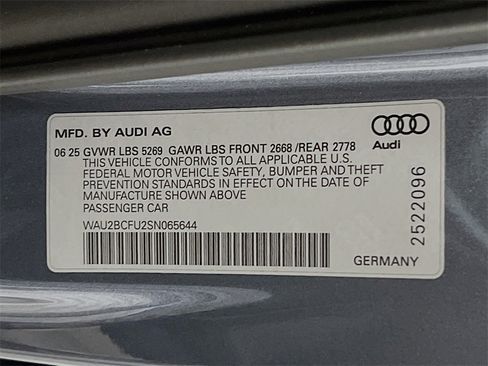 MFD. BY AUDI AG
06 25 GVWR LBS 5269 GAWR LBS FRONT 2668 /REAR 2778
THIS VEHICLE CONFORMS TO ALL APPLICABLE U.S.
FEDERAL MOTOR VEHICLE SAFETY, BUMPER AND THEFT
PREVENTION STANDARDS IN EFFECT ON THE DATE OF
MANUFACTURE SHOWN ABOVE
PASSENGER CAR
WAU2BCFU2SN065644
Audi
2522096
GERMANY